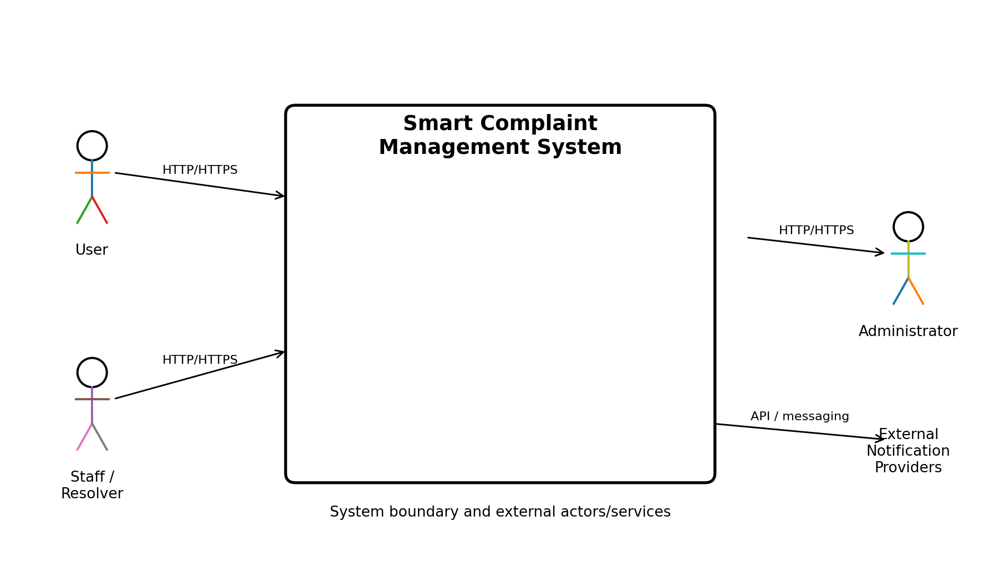 Smart Complaint
Management System
HTTP/HTTPS
User
HTTP/HTTPS
Administrator
HTTP/HTTPS
Staff /
Resolver
API / messaging
External
Notification
Providers
System boundary and external actors/services